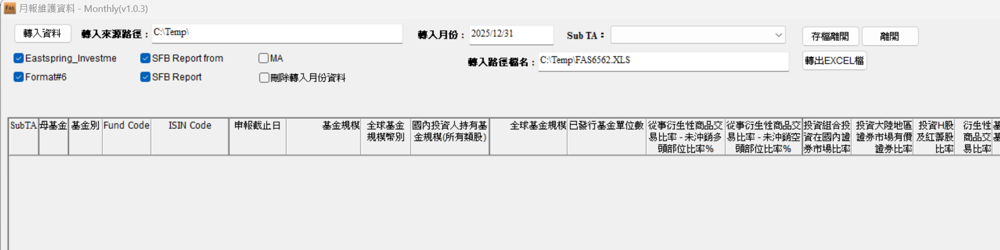 FAS 月報維護資料 - Monthly(v1.0.3)
轉入資料 轉入來源路徑： C:\Temp\ 轉入月份： 2025/12/31 Sub TA： 存檔離開 離開
Eastspring_Investme SFB Report from MA 轉入路徑檔名： C:\Temp\FAS6562.XLS 轉出EXCEL檔
Format#6 SFB Report 刪除轉入月份資料
SubTA
母基金
基金別
Fund Code
ISIN Code
申報截止日
基金規模
全球基金
規模幣別
國內投資人持有基
金規模(所有類股)
全球基金規模
已發行基金單位數
從事衍生性商品交
易比率 - 未沖銷多
頭部位比率%
從事衍生性商品交
易比率 - 未沖銷空
頭部位比率%
投資組合投
資在國內證
券市場比率
投資大陸地區
證券市場有價
證券比率
投資H股
及紅籌股
比率
衍生性
商品交
易比率
基
基